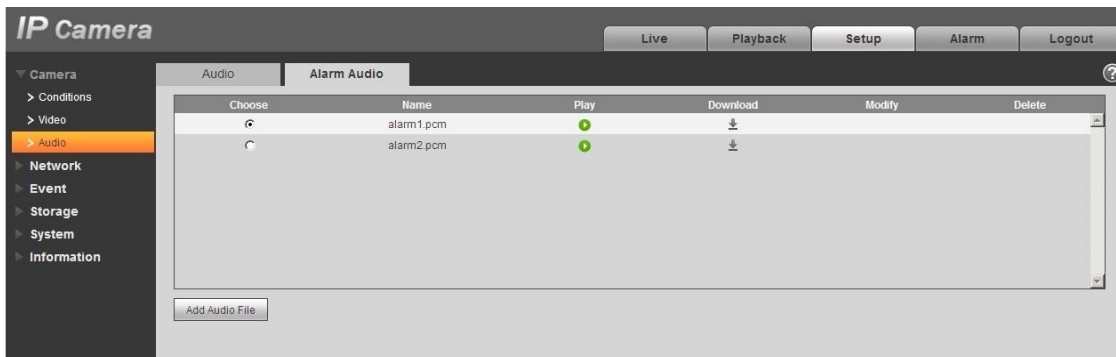 IP Camera
Live Playback Setup Alarm Logout
Camera
Conditions
Video
Audio
Network
Event
Storage
System
Information
Audio Alarm Audio
Choose Name Play Download Modify Delete
alarm1.pcm
alarm2.pcm
Add Audio File